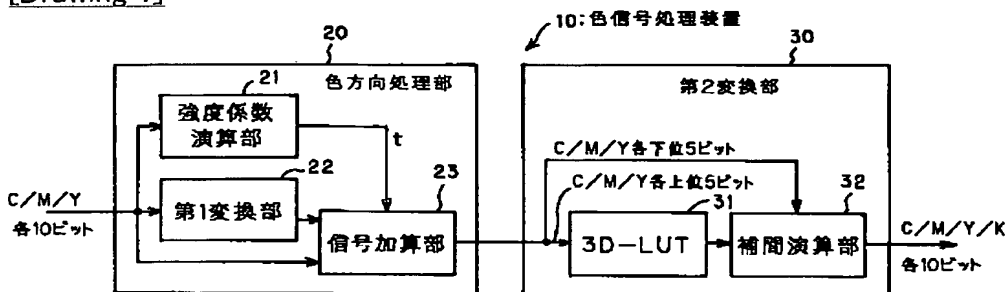 [Drawing 1]
10:色信号処理装置
20
色方向処理部
21
強度係数
演算部
t
22
第1変換部
23
信号加算部
C/M/Y
各10ビット
30
第2変換部
C/M/Y各下位5ビット
C/M/Y各上位5ビット
31
3D-LUT
32
補間演算部
C/M/Y/K
各10ビット